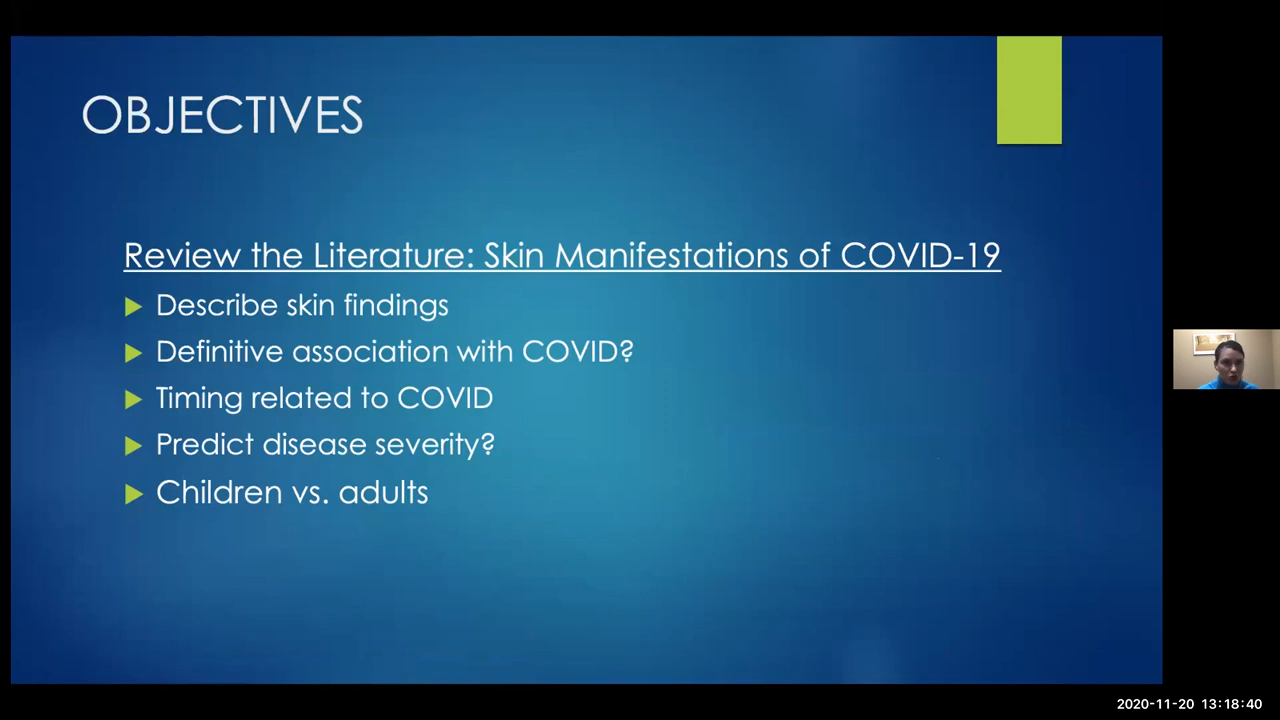 OBJECTIVES
Review the Literature: Skin Manifestations of COVID-19
Describe skin findings
Definitive association with COVID?
Timing related to COVID
Predict disease severity?
Children vs. adults
2020-11-20 13:18:40